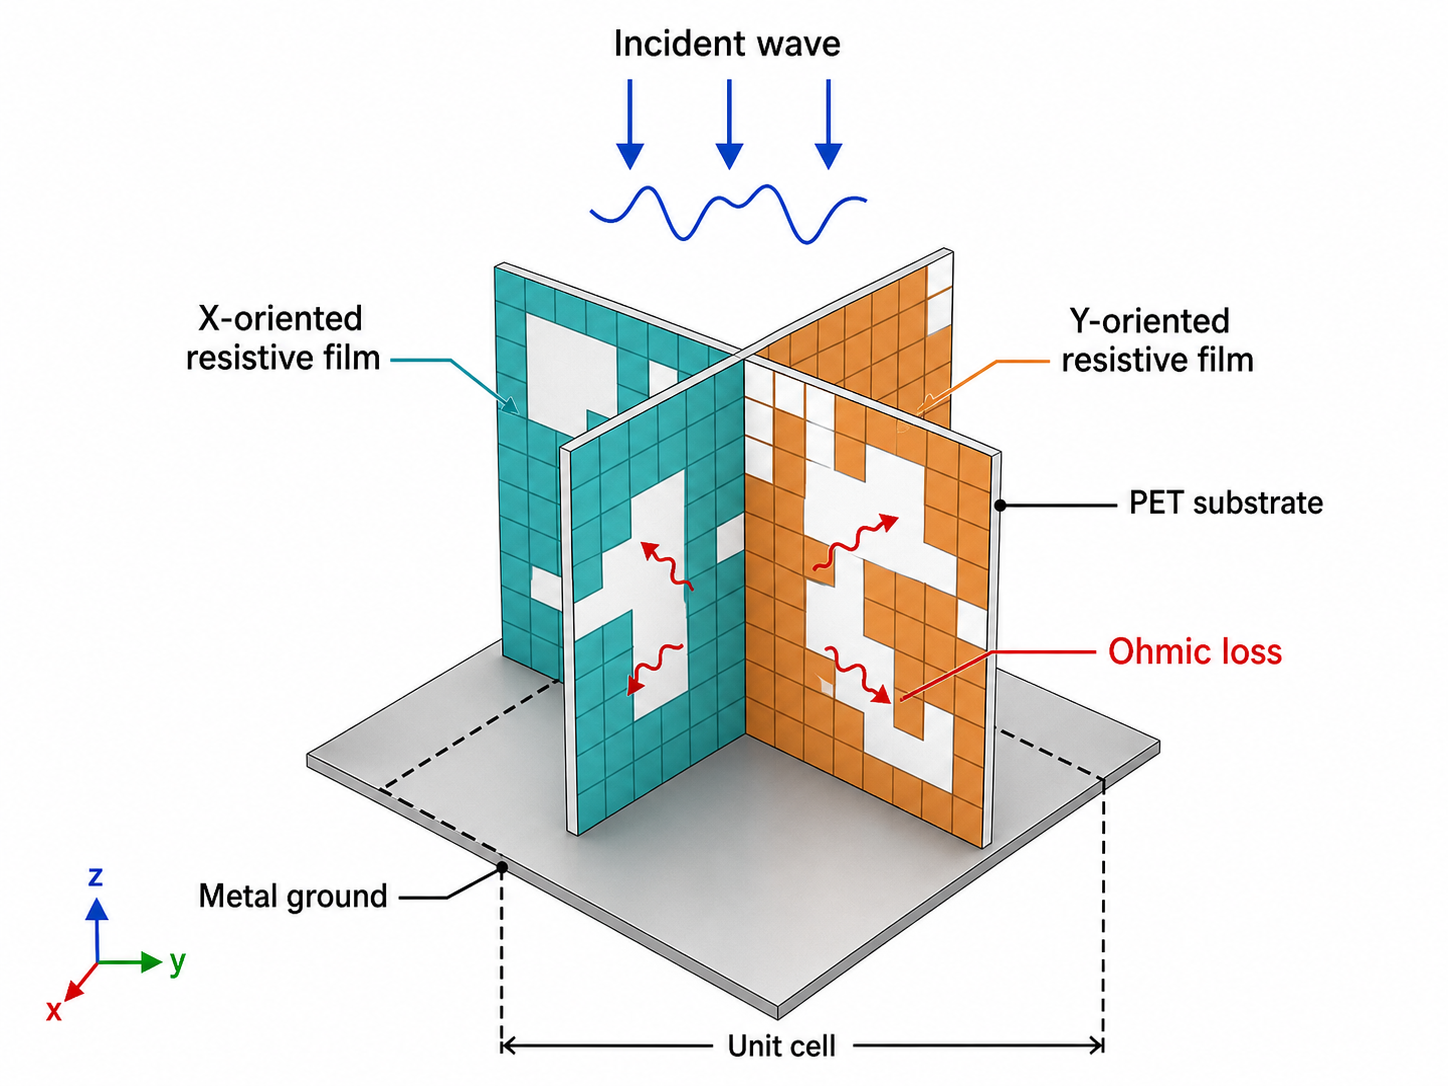 Incident wave
X-oriented
resistive film
Y-oriented
resistive film
PET substrate
Ohmic loss
Metal ground
z
y
x
Unit cell